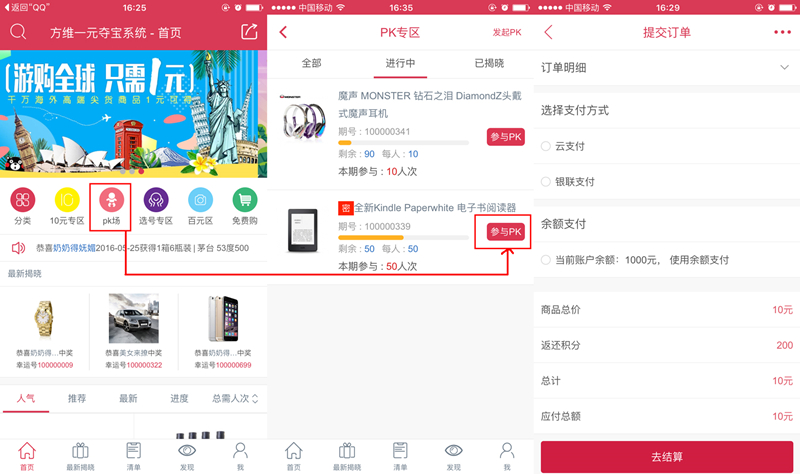 返回"QQ" 16:25
方维一元夺宝系统 - 首页
游购全球 只需1元
千万海外高端尖货商品1元可得
分类 10元专区 pk场 选号专区 百元区 免费购
恭喜奶奶得妩媚2016-05-25获得1箱6瓶装 | 茅台 53度500
最新揭晓
恭喜奶奶得...中奖 恭喜美女来撩中奖 恭喜奶奶得...中奖
幸运号100000009 幸运号100000322 幸运号100000699
人气 推荐 最新 进度 总需人次
首页 最新揭晓 清单 发现 我
中国移动 16:35
PK专区 发起PK
全部 进行中 已揭晓
魔声 MONSTER 钻石之泪 DiamondZ头戴
式魔声耳机
期号 : 100000341
参与PK
剩余 : 90 每人 : 10
本期参与 : 10人次
密 全新Kindle Paperwhite 电子书阅读器
期号 : 100000339
参与PK
剩余 : 50 每人 : 50
本期参与 : 50人次
首页 最新揭晓 清单 发现 我
中国移动 16:29
提交订单
订单明细
选择支付方式
云支付
银联支付
余额支付
当前账户余额：1000元， 使用余额支付
商品总价 10元
返还积分 200
总计 10元
应付总额 10元
去结算